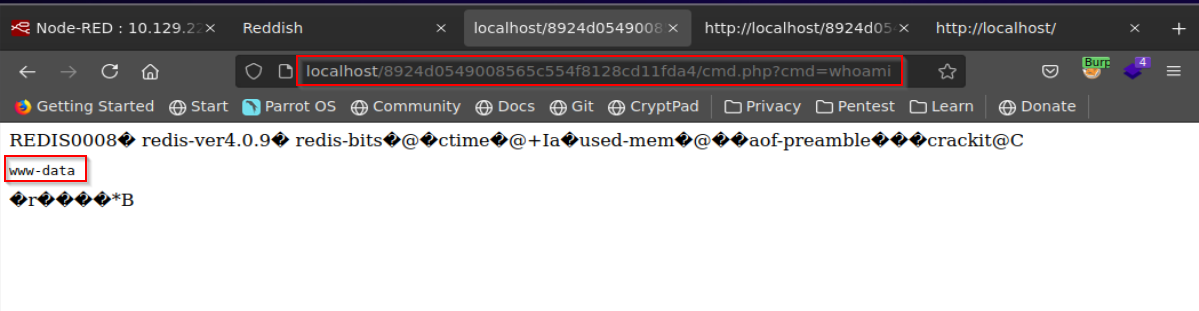 Node-RED : 10.129.22
Reddish
localhost/8924d0549008
http://localhost/8924d05
http://localhost/
localhost/8924d0549008565c554f8128cd11fda4/cmd.php?cmd=whoami
Burp
4
Getting Started
Start
Parrot OS
Community
Docs
Git
CryptPad
Privacy
Pentest
Learn
Donate
REDIS0008� redis-ver4.0.9� redis-bits�@�ctime�@+Ia�used-mem�@��aof-preamble���crackit@C
www-data
�r����*B